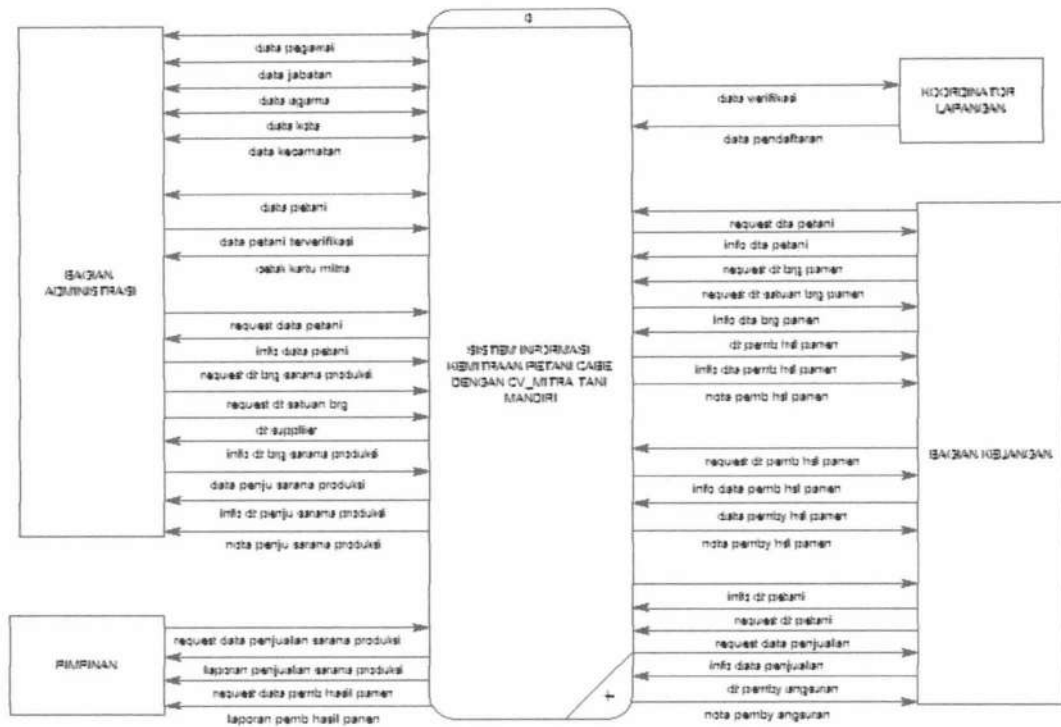 0
data pegawai
data jabatan
data agama
data kota
data kecamatan
data petani
data petani terverifikasi
cetak kartu mitra
BAGIAN
ADMINISTRASI
request data petani
info data petani
request dt brg sarana produksi
request dt satuan brg
dt supplier
info dt brg sarana produksi
data penju sarana produksi
info dt penju sarana produksi
nota penju sarana produksi
PIMPINAN
request data penjualan sarana produksi
laporan penjualan sarana produksi
request data pemb hasil panen
laporan pemb hasil panen
SISTEM INFORMASI
KEMITRAAN PETANI CABE
DENGAN CV_MITRA TANI
MANDIRI
+
data verifikasi
data pendaftaran
KOORDINATOR
LAPANGAN
request dta petani
info dta petani
request dt brg panen
request dt satuan brg panen
info dta brg panen
dt pemb hsl panen
info dta pemb hsl panen
nota pemb hsl panen
request dt pemb hsl panen
info data pemb hsl panen
data pemby hsl panen
nota pemby hsl panen
BAGIAN KEUANGAN
info dt petani
request dt petani
request data penjualan
info data penjualan
dt pemby angsuran
nota pemby angsuran